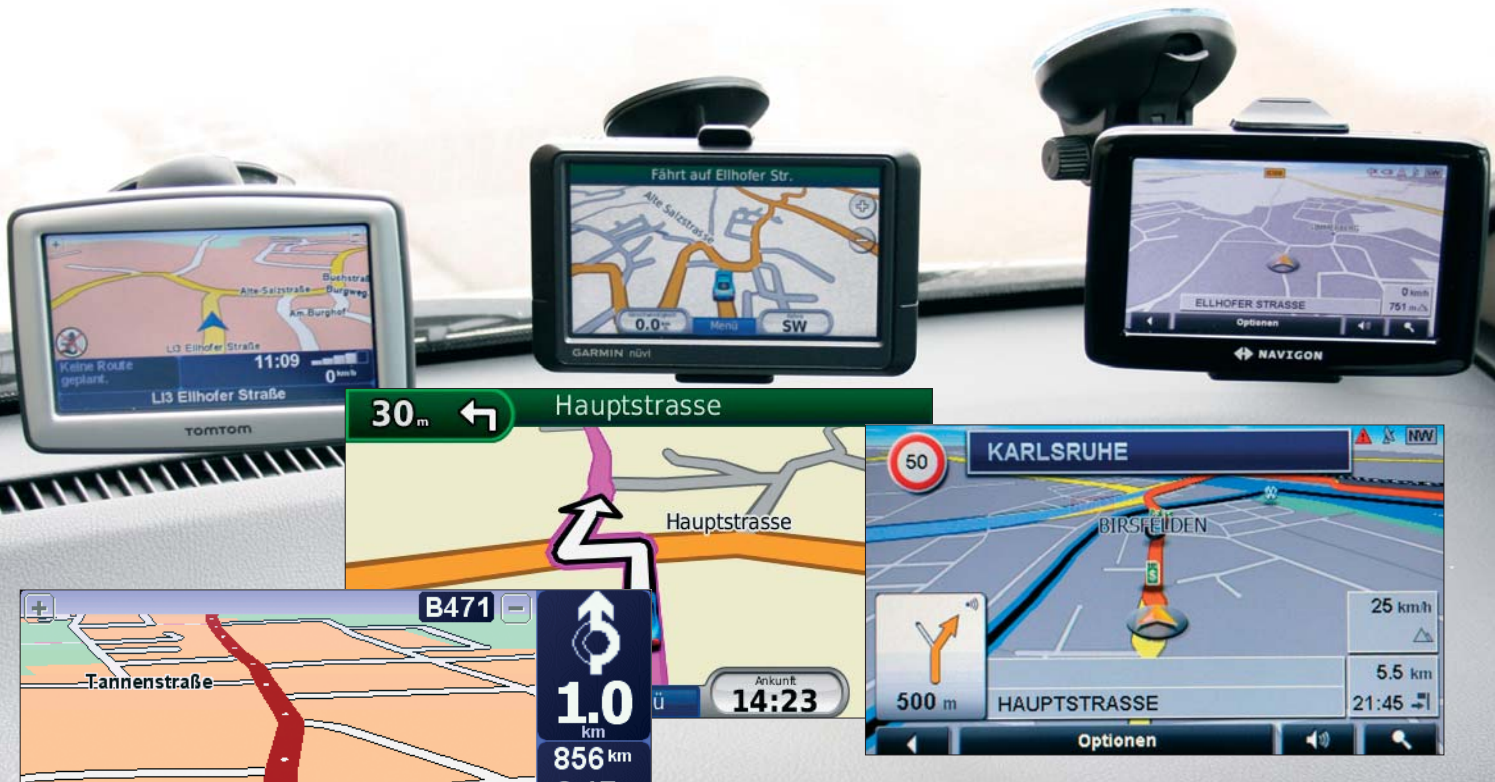 Buchstraß
Alte-Salzstraße
Burgweg
Am-Burghof
LI3 Ellhofer Straße
Keine Route
geplant.
11:09
0 km/h
LI3 Ellhofer Straße
TOMTOM
Fährt auf Ellhofer Str.
Alte Salzstrasse
0.0
Menü
SW
GARMIN nüvi
ELLHOFER STRASSE
0 km/h
751 m
Optionen
NAVIGON
30 m
Hauptstrasse
Hauptstrasse
ü
Ankunft
14:23
50
KARLSRUHE
NW
BIRSFELDEN
25 km/h
5.5 km
500 m
HAUPTSTRASSE
21:45
Optionen
+
B471
−
Tannenstraße
1.0
km
856 km